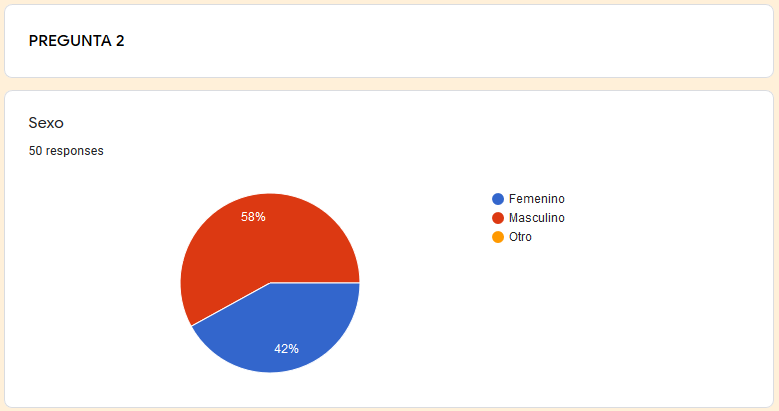 PREGUNTA 2
Sexo
50 responses
58%
42%
Femenino
Masculino
Otro